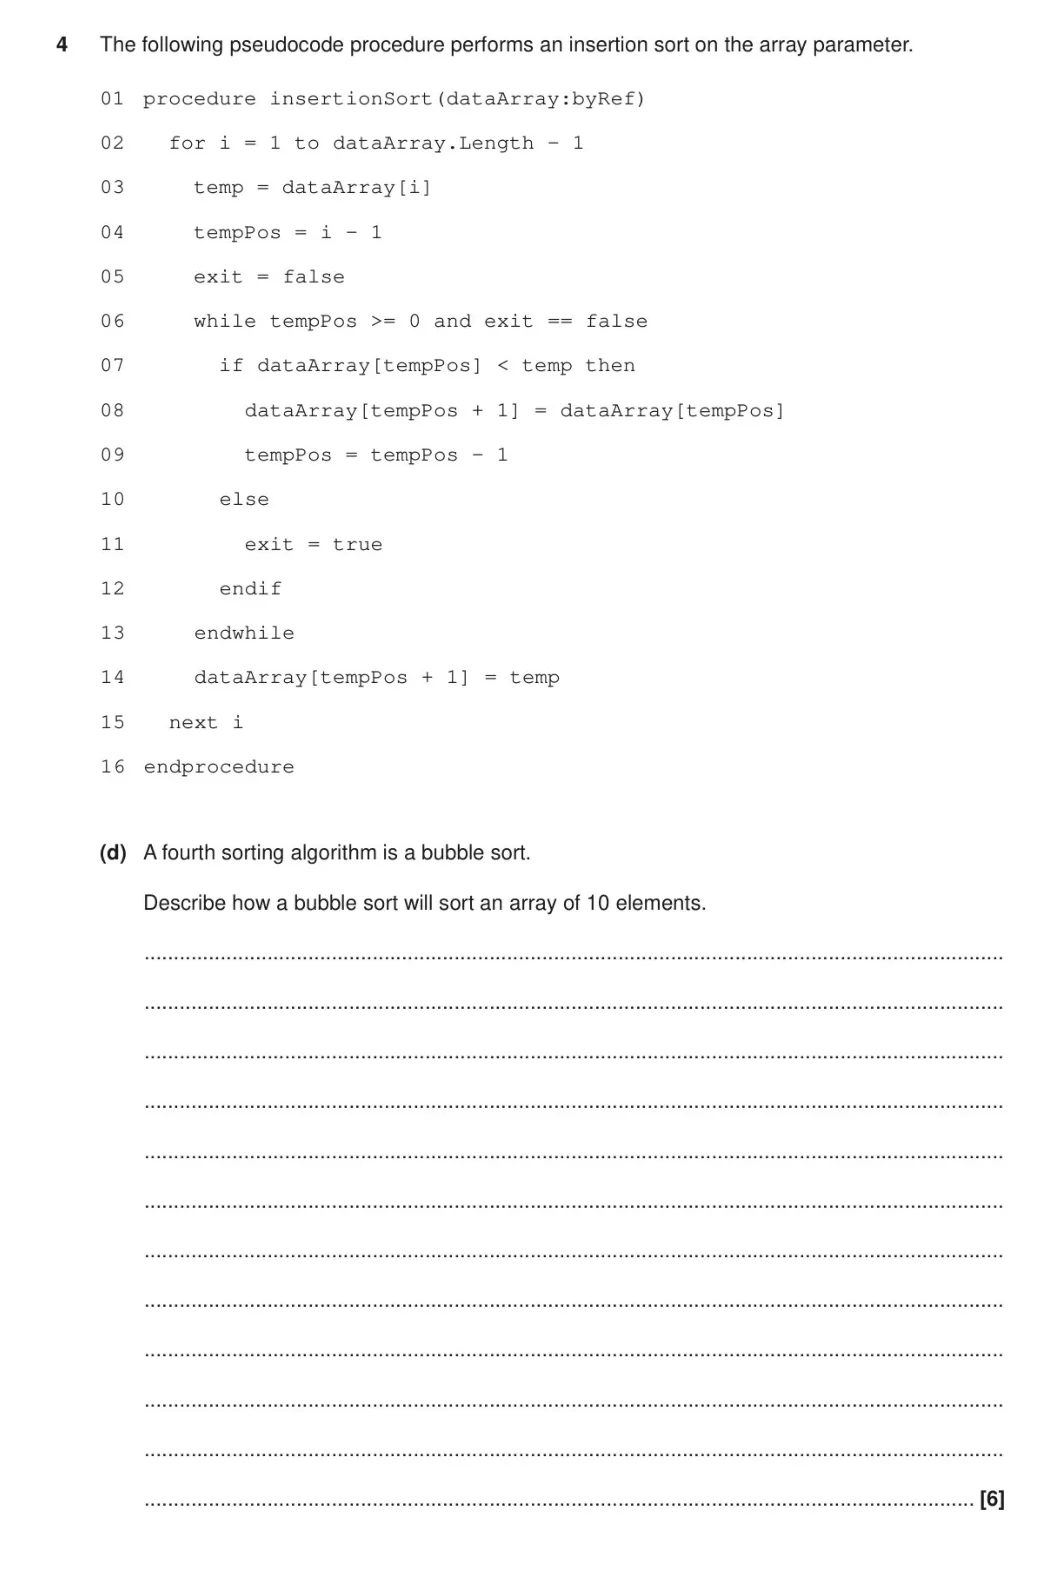 4 The following pseudocode procedure performs an insertion sort on the array parameter.
01 procedure insertionSort(dataArray:byRef)
02 for i = 1 to dataArray.Length - 1
03 temp = dataArray[i]
04 tempPos = i - 1
05 exit = false
06 while tempPos >= 0 and exit == false
07 if dataArray[tempPos] < temp then
08 dataArray[tempPos + 1] = dataArray[tempPos]
09 tempPos = tempPos - 1
10 else
11 exit = true
12 endif
13 endwhile
14 dataArray[tempPos + 1] = temp
15 next i
16 endprocedure
(d) A fourth sorting algorithm is a bubble sort.
Describe how a bubble sort will sort an array of 10 elements.
[6]